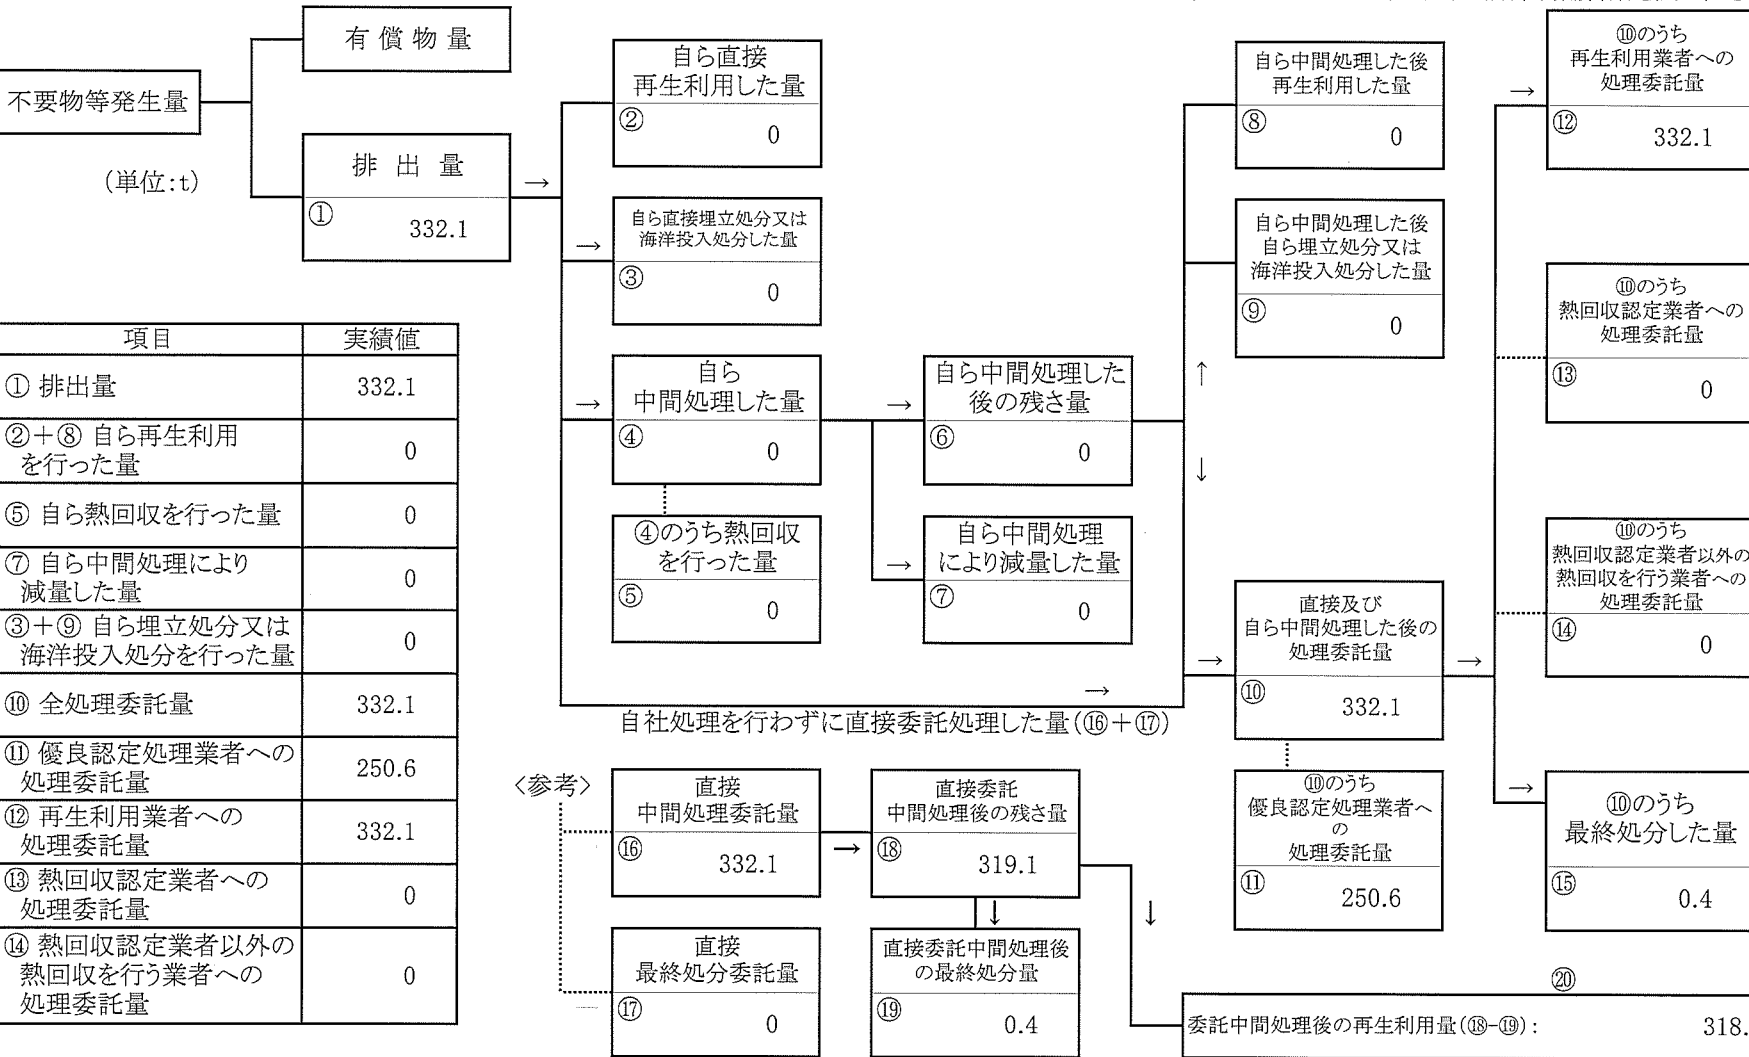 有償物量
不要物等発生量
(単位:t)
排出量
①
332.1
→
自ら直接
再生利用した量
②
0
→
自ら直接埋立処分又は
海洋投入処分した量
③
0
→
自ら
中間処理した量
④
0
④のうち熱回収
を行った量
⑤
0
→
自ら中間処理した
後の残さ量
⑥
0
→
自ら中間処理
により減量した量
⑦
0
↑
↓
自ら中間処理した後
再生利用した量
⑧
0
自ら中間処理した後
自ら埋立処分又は
海洋投入処分した量
⑨
0
→
自社処理を行わずに直接委託処理した量(⑯+⑰)
→
直接及び
自ら中間処理した後の
処理委託量
⑩
332.1
→
⑩のうち
優良認定処理業者へ
の
処理委託量
⑪
250.6
→
⑩のうち
再生利用業者への
処理委託量
⑫
332.1
⑩のうち
熱回収認定業者への
処理委託量
⑬
0
⑩のうち
熱回収認定業者以外の
熱回収を行う業者への
処理委託量
⑭
0
→
⑩のうち
最終処分した量
⑮
0.4
項目 実績値
① 排出量 332.1
②+⑧ 自ら再生利用
を行った量 0
⑤ 自ら熱回収を行った量 0
⑦ 自ら中間処理により
減量した量 0
③+⑨ 自ら埋立処分又は
海洋投入処分を行った量 0
⑩ 全処理委託量 332.1
⑪ 優良認定処理業者への
処理委託量 250.6
⑫ 再生利用業者への
処理委託量 332.1
⑬ 熱回収認定業者への
処理委託量 0
⑭ 熱回収認定業者以外の
熱回収を行う業者への
処理委託量 0
〈参考〉
直接
中間処理委託量
⑯
332.1
→
直接委託
中間処理後の残さ量
⑱
319.1
↓
↓
直接
最終処分委託量
⑰
0
直接委託中間処理後
の最終処分量
⑲
0.4
⑳
委託中間処理後の再生利用量(⑱-⑲): 318.